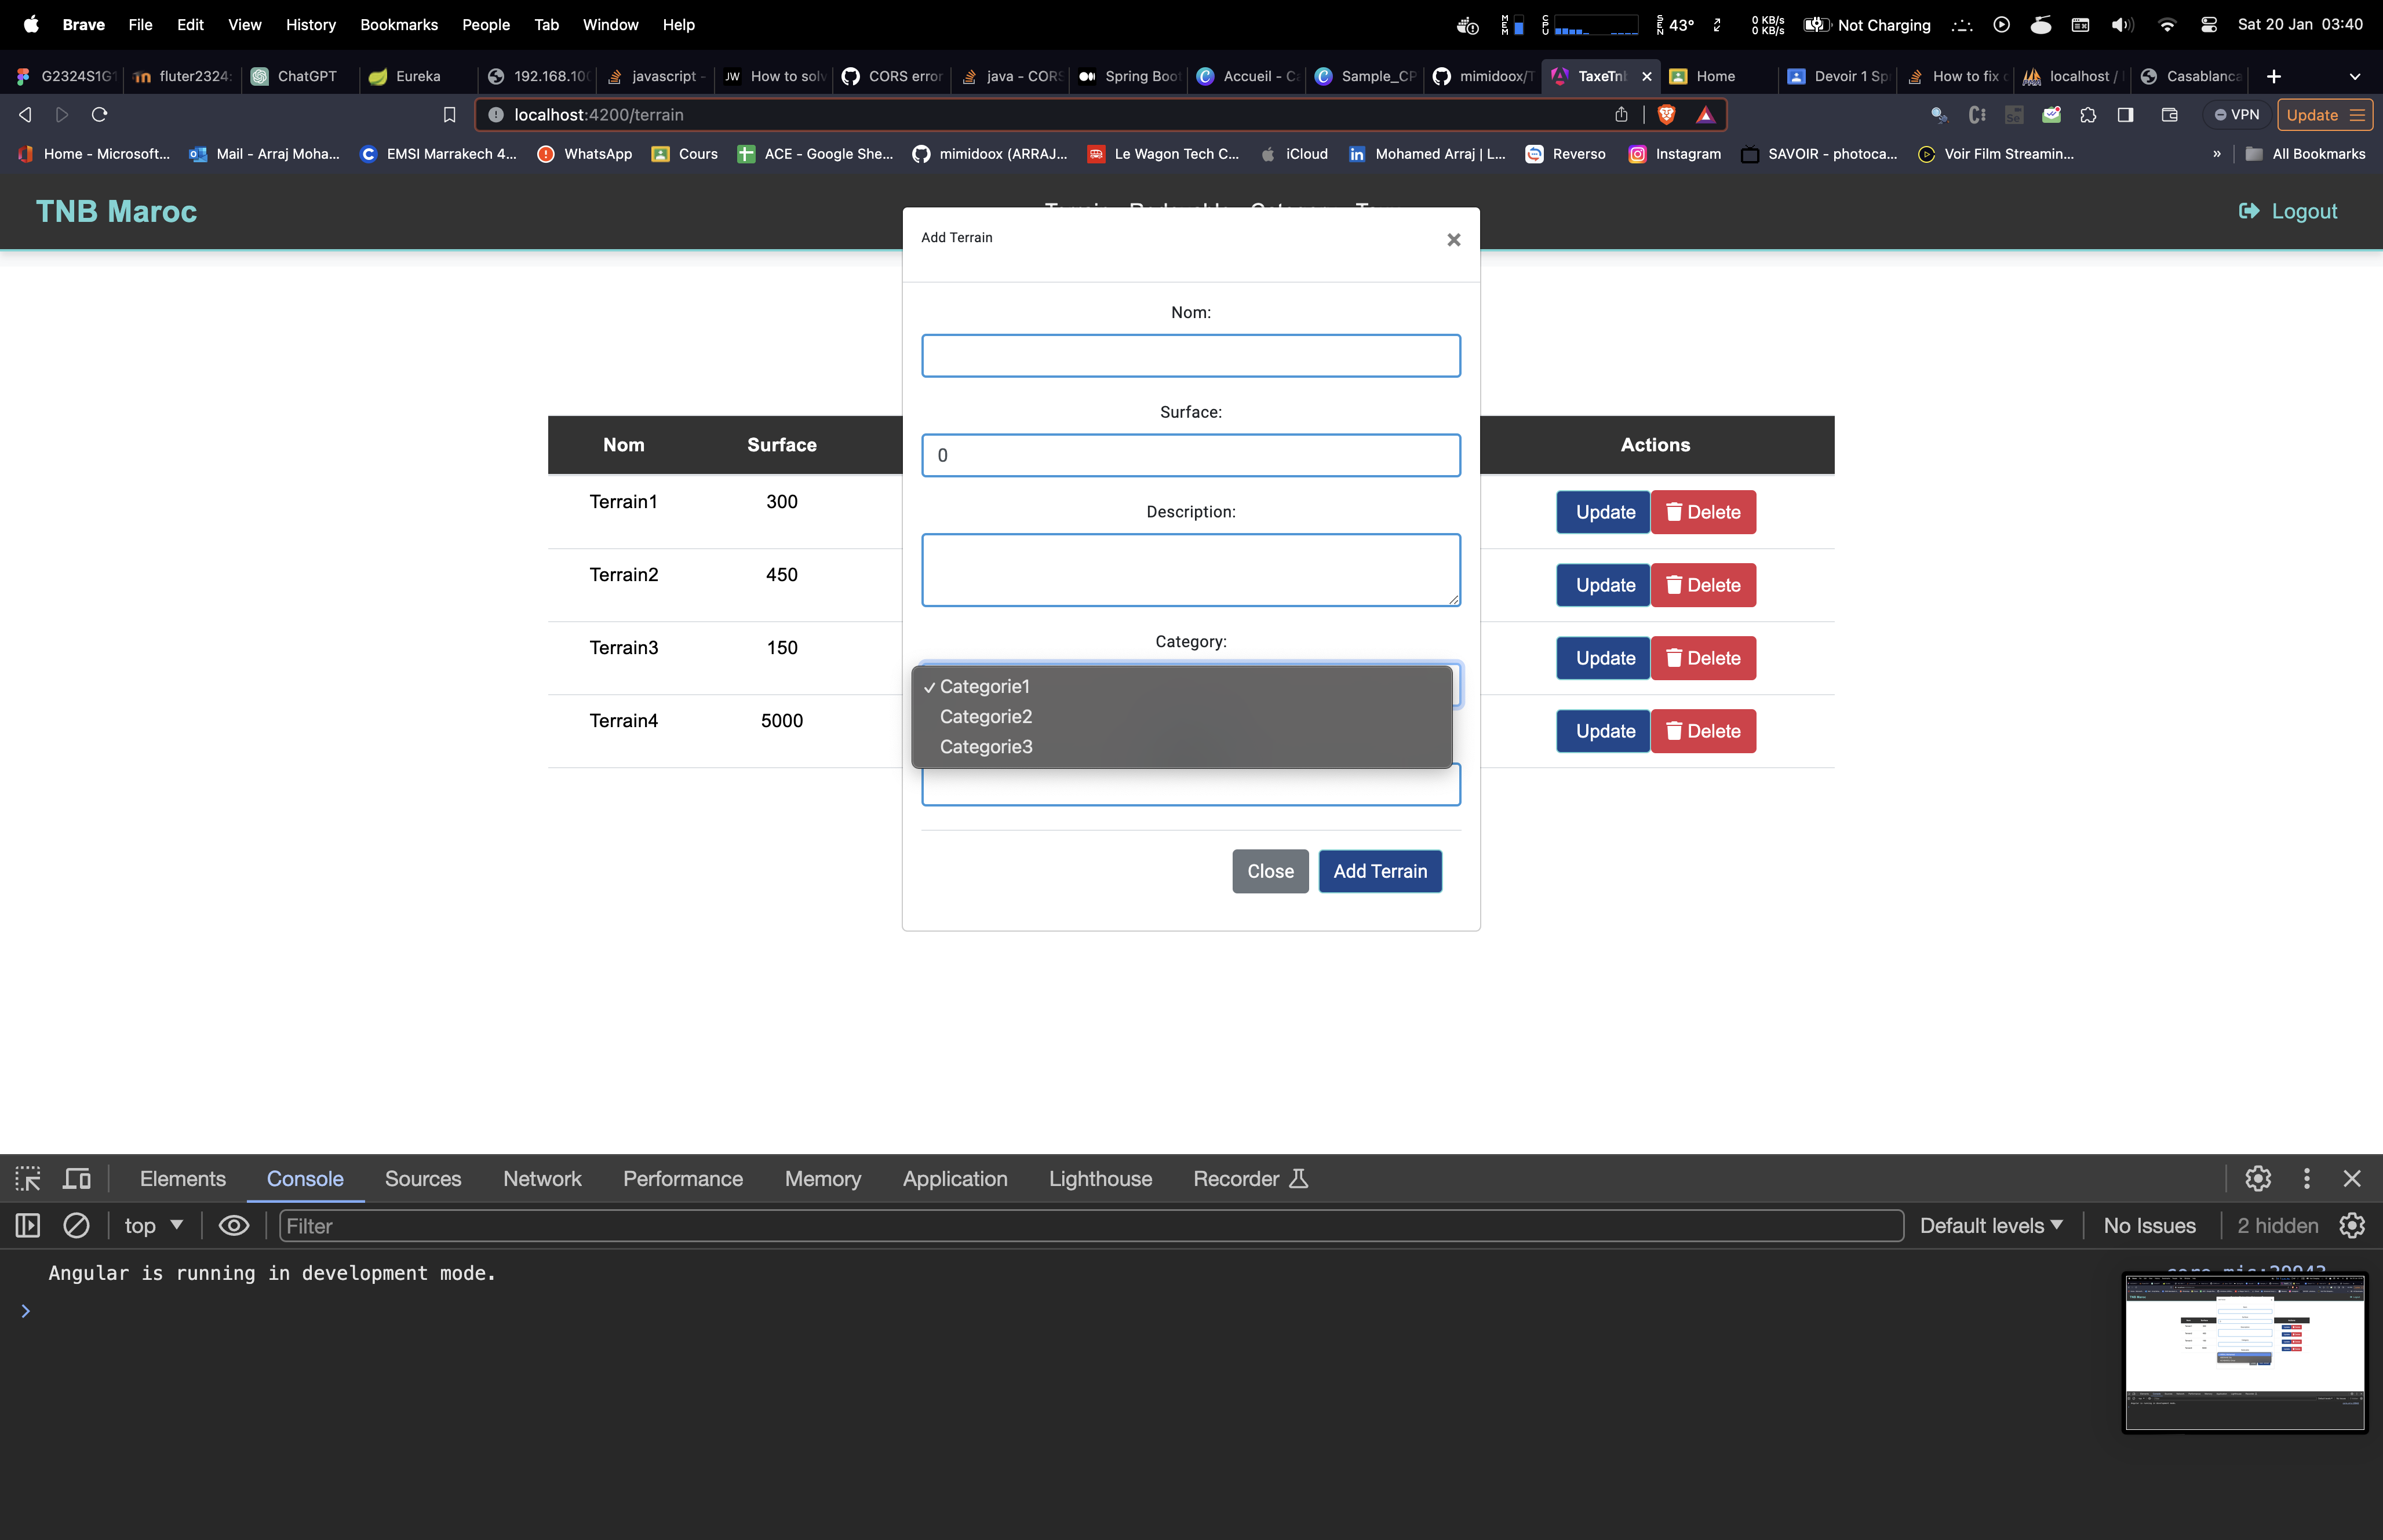 Brave File Edit View History Bookmarks People Tab Window Help
MEM CPU SEN 43° 0 KB/s 0 KB/s Not Charging Sat 20 Jan 03:40
G2324S1G1 fluter2324: ChatGPT Eureka 192.168.10 javascript - JW How to solv CORS error java - CORS Spring Boot Accueil - C Sample_CP mimidoox/T TaxeTnb Home Devoir 1 Sp How to fix localhost / Casablanca
localhost:4200/terrain VPN Update
Home - Microsoft... Mail - Arraj Moha... EMSI Marrakech 4... WhatsApp Cours ACE - Google She... mimidoox (ARRAJ... Le Wagon Tech C... iCloud Mohamed Arraj | L... Reverso Instagram SAVOIR - photoca... Voir Film Streamin... » All Bookmarks
TNB Maroc
Logout
Add Terrain
Nom:
Surface:
0
Description:
Category:
✓ Categorie1
Categorie2
Categorie3
Close Add Terrain
Nom Surface Actions
Terrain1 300 Update Delete
Terrain2 450 Update Delete
Terrain3 150 Update Delete
Terrain4 5000 Update Delete
Elements Console Sources Network Performance Memory Application Lighthouse Recorder
top Filter Default levels No Issues 2 hidden
Angular is running in development mode.